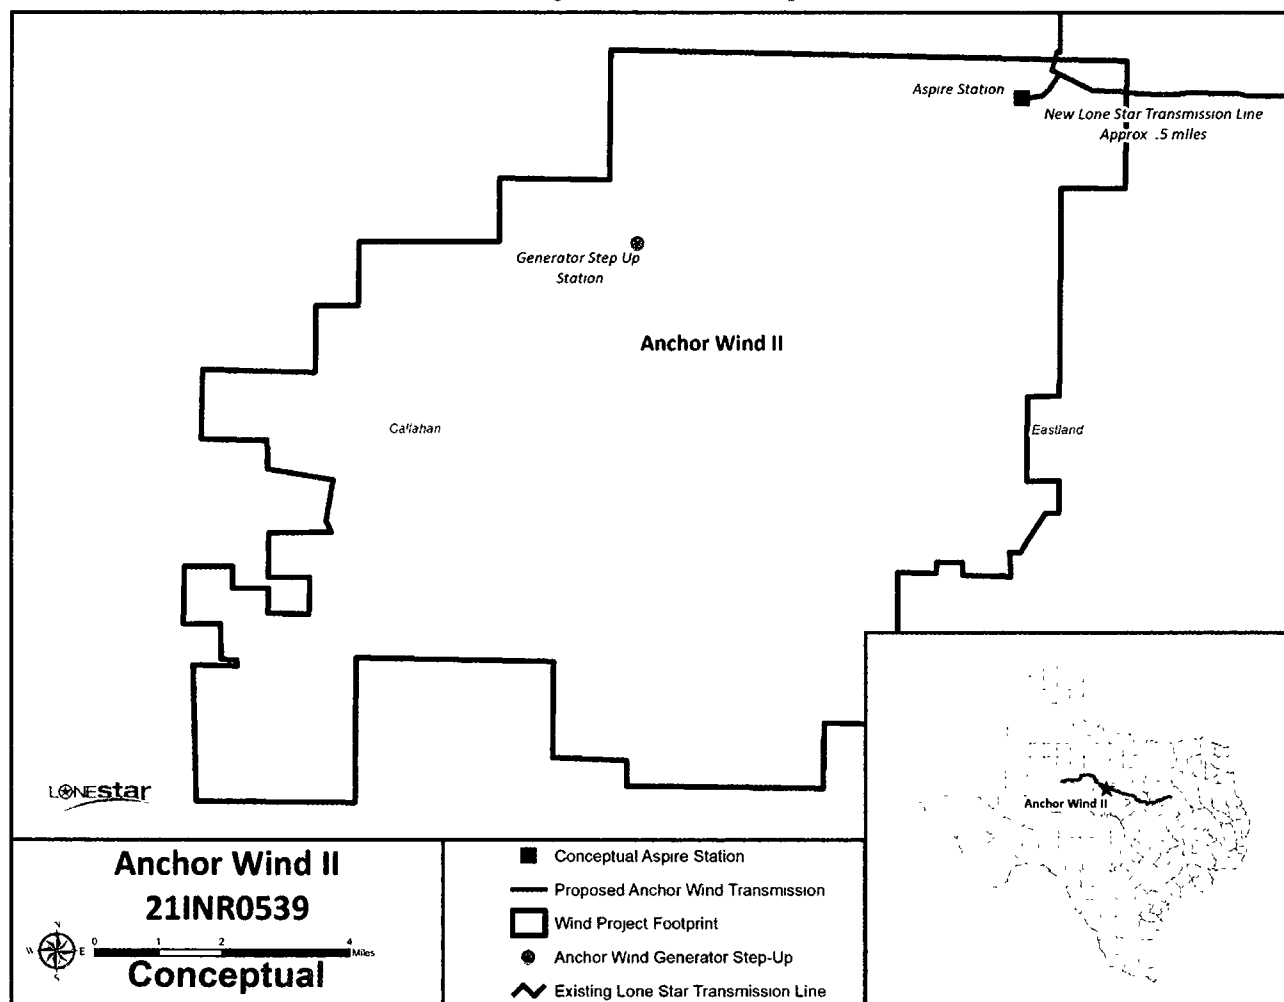 Aspire Station
New Lone Star Transmission Line
Approx .5 miles
Generator Step Up
Station
Anchor Wind II
Callahan
Eastland
LONEstar
Anchor Wind II
Anchor Wind II
21INR0539
N
W
E
S
0
1
2
4
Miles
Conceptual
Conceptual Aspire Station
Proposed Anchor Wind Transmission
Wind Project Footprint
Anchor Wind Generator Step-Up
Existing Lone Star Transmission Line